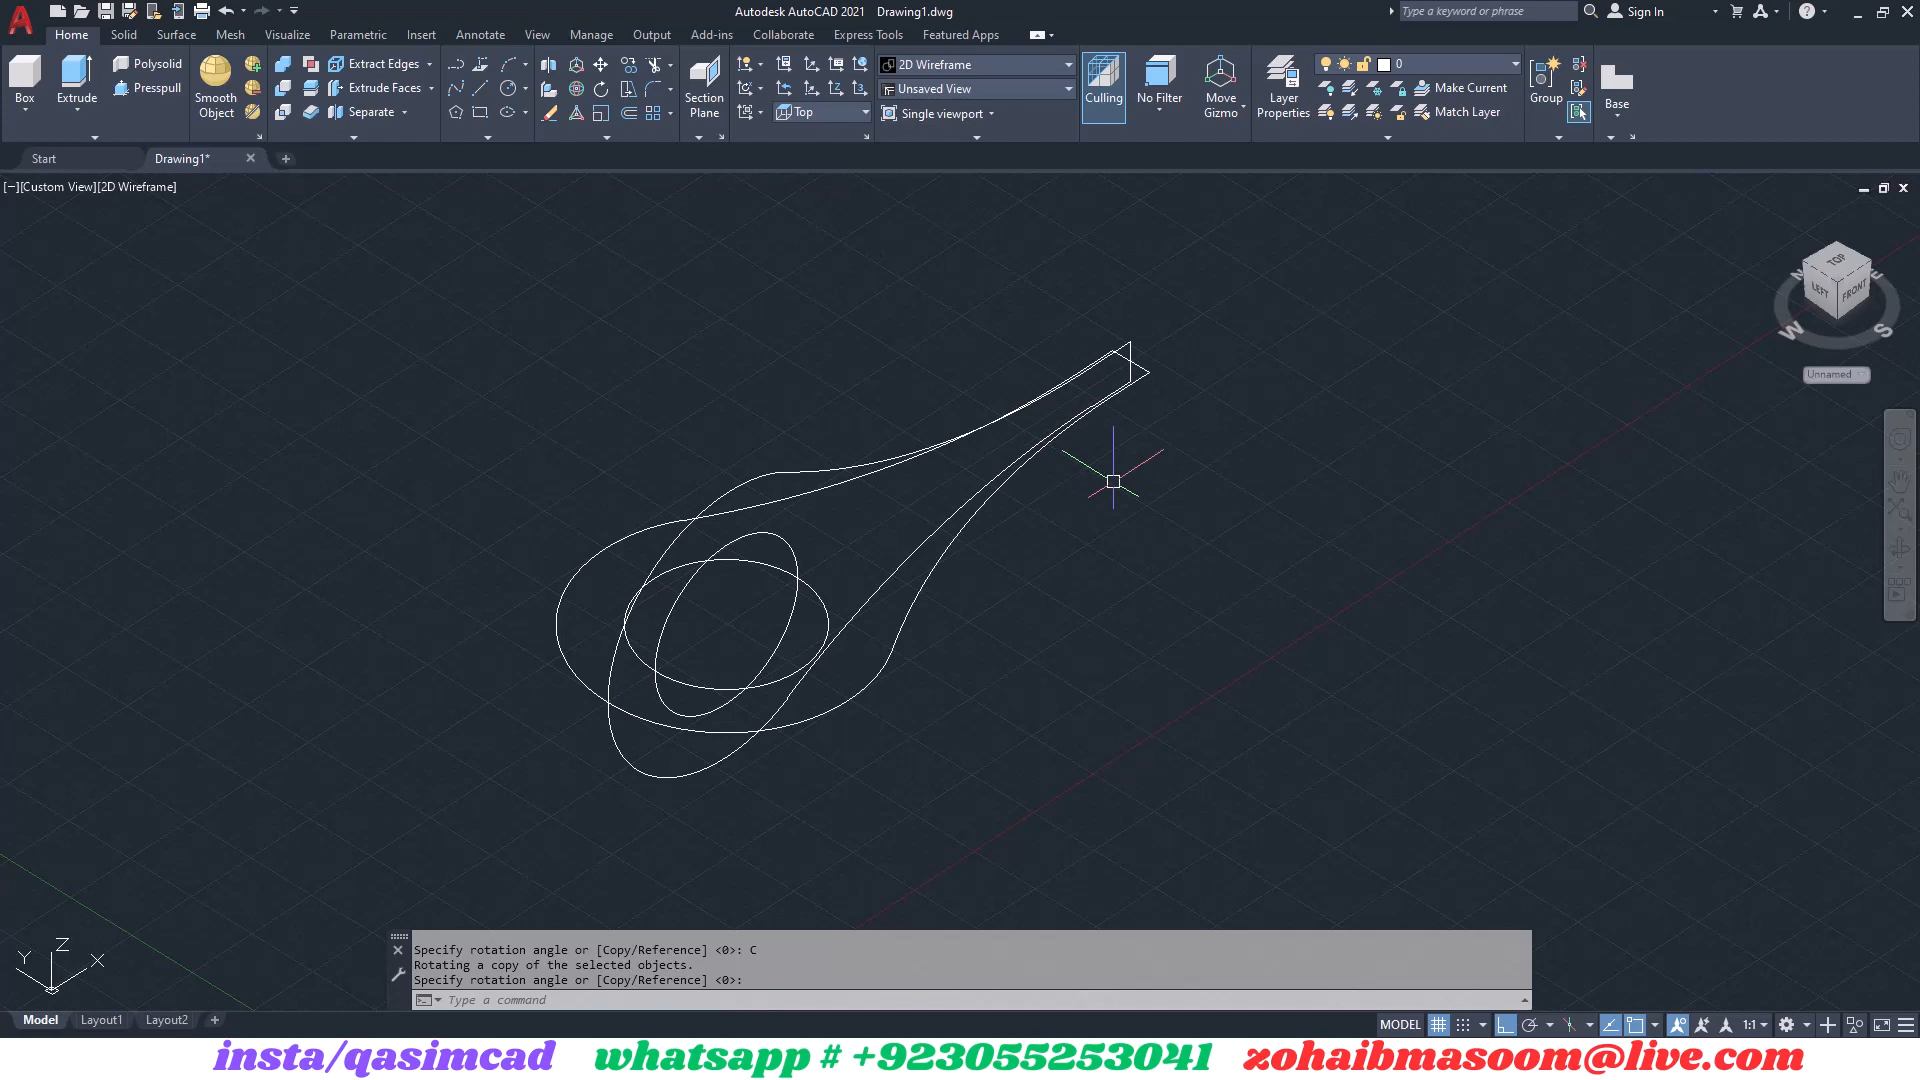 Autodesk AutoCAD 2021 Drawing1.dwg
Type a keyword or phrase
Sign In
Home Solid Surface Mesh Visualize Parametric Insert Annotate View Manage Output Add-ins Collaborate Express Tools Featured Apps
Box
Extrude
Polysolid
Presspull
Smooth
Object
Extract Edges
Extrude Faces
Separate
Section
Plane
Top
2D Wireframe
Unsaved View
Single viewport
Culling
No Filter
Move
Gizmo
Layer
Properties
0
Make Current
Match Layer
Group
Base
Start
Drawing1*
[−][Custom View][2D Wireframe]
TOP
LEFT
FRONT
N
E
W
S
Unnamed
Y
Z
X
Specify rotation angle or [Copy/Reference] <0>: C
Rotating a copy of the selected objects.
Specify rotation angle or [Copy/Reference] <0>:
Type a command
Model Layout1 Layout2
MODEL
1:1
insta/qasimcad whatsapp # +923055253041 zohaibmasoom@live.com